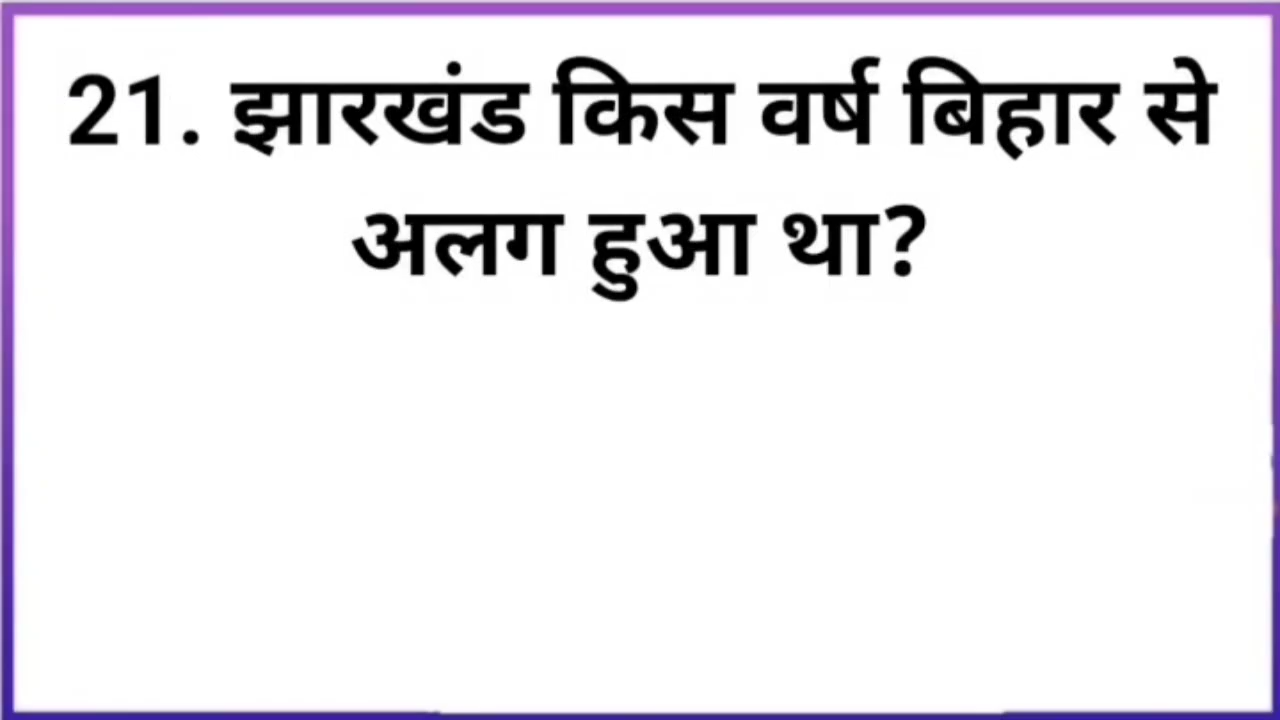 21. झारखंड किस वर्ष बिहार से
अलग हुआ था?